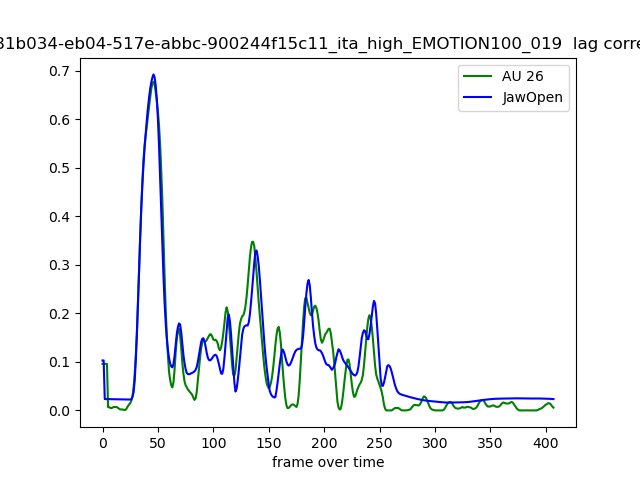 31b034-eb04-517e-abbc-900244f15c11_ita_high_EMOTION100_019 lag corre
AU 26
JawOpen
0.7
0.6
0.5
0.4
0.3
0.2
0.1
0.0
0 50 100 150 200 250 300 350 400
frame over time